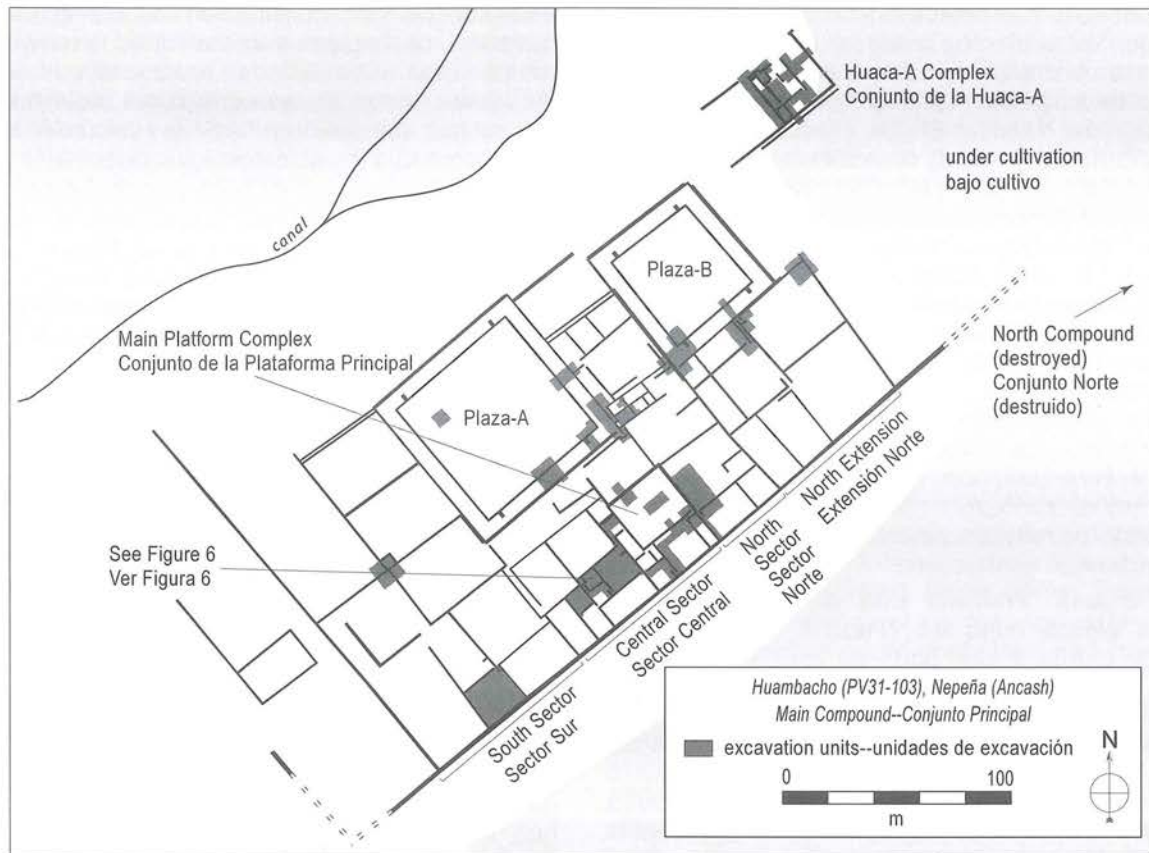 Huaca-A Complex
Conjunto de la Huaca-A
under cultivation
bajo cultivo
canal
Plaza-B
Main Platform Complex
Conjunto de la Plataforma Principal
North Compound
(destroyed)
Conjunto Norte
(destruido)
Plaza-A
See Figure 6
Ver Figura 6
North Extension
Extensión Norte
North
Sector
Sector
Norte
Central Sector
Sector Central
South Sector
Sector Sur
Huambacho (PV31-103), Nepeña (Ancash)
Main Compound--Conjunto Principal
excavation units--unidades de excavación
N
0 100
m